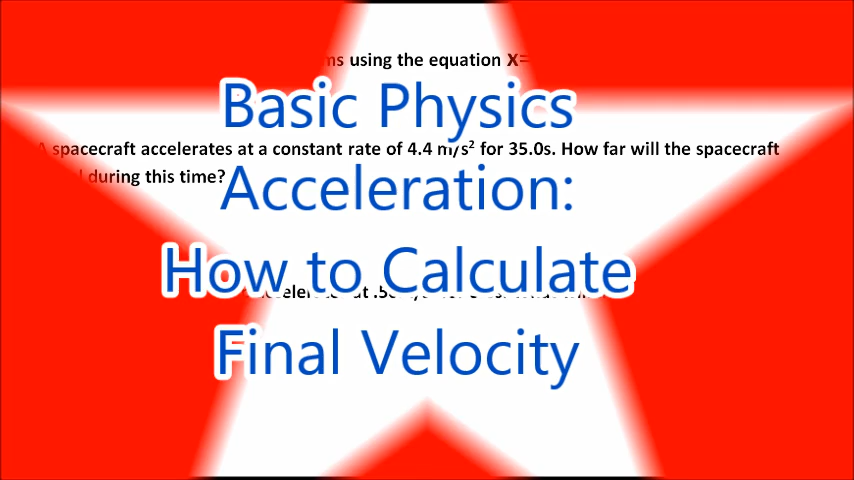 using the equation X=
Basic Physics
A spacecraft accelerates at a constant rate of 4.4 m/s² for 35.0s. How far will the spacecraft
during this time?
Acceleration:
How to Calculate
Final Velocity